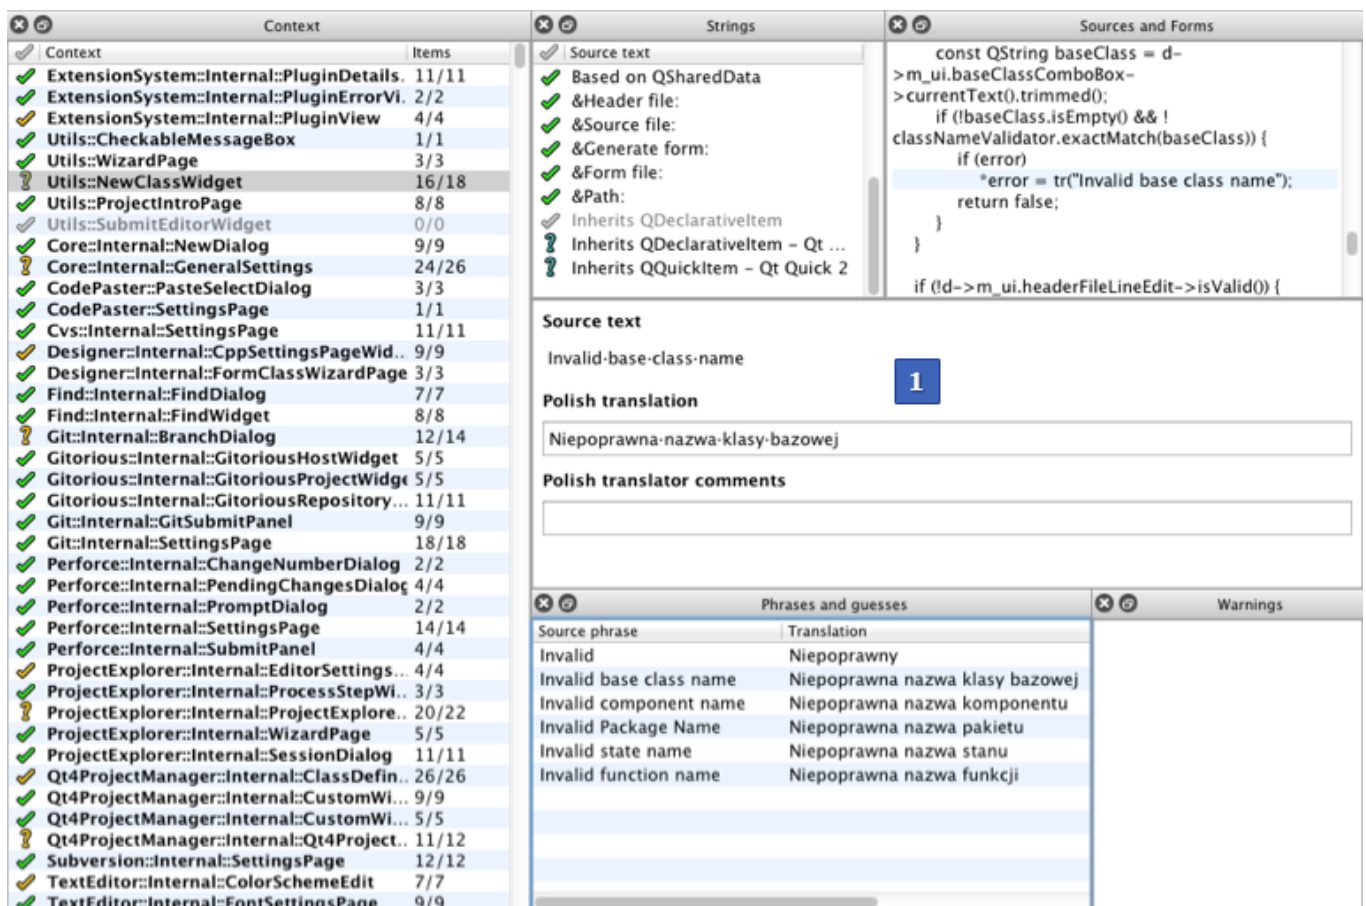 Context
Context Items
ExtensionSystem::Internal::PluginDetails. 11/11
ExtensionSystem::Internal::PluginErrorVi. 2/2
ExtensionSystem::Internal::PluginView 4/4
Utils::CheckableMessageBox 1/1
Utils::WizardPage 3/3
Utils::NewClassWidget 16/18
Utils::ProjectIntroPage 8/8
Utils::SubmitEditorWidget 0/0
Core::Internal::NewDialog 9/9
Core::Internal::GeneralSettings 24/26
CodePaster::PasteSelectDialog 3/3
CodePaster::SettingsPage 1/1
Cvs::Internal::SettingsPage 11/11
Designer::Internal::CppSettingsPageWid.. 9/9
Designer::Internal::FormClassWizardPage 3/3
Find::Internal::FindDialog 7/7
Find::Internal::FindWidget 8/8
Git::Internal::BranchDialog 12/14
Gitorious::Internal::GitoriousHostWidget 5/5
Gitorious::Internal::GitoriousProjectWidge 5/5
Gitorious::Internal::GitoriousRepository... 11/11
Git::Internal::GitSubmitPanel 9/9
Git::Internal::SettingsPage 18/18
Perforce::Internal::ChangeNumberDialog 2/2
Perforce::Internal::PendingChangesDialog 4/4
Perforce::Internal::PromptDialog 2/2
Perforce::Internal::SettingsPage 14/14
Perforce::Internal::SubmitPanel 4/4
ProjectExplorer::Internal::EditorSettings... 4/4
ProjectExplorer::Internal::ProcessStepWi.. 3/3
ProjectExplorer::Internal::ProjectExplore.. 20/22
ProjectExplorer::Internal::WizardPage 5/5
ProjectExplorer::Internal::SessionDialog 11/11
Qt4ProjectManager::Internal::ClassDefin.. 26/26
Qt4ProjectManager::Internal::CustomWi... 9/9
Qt4ProjectManager::Internal::CustomWi... 5/5
Qt4ProjectManager::Internal::Qt4Project.. 11/12
Subversion::Internal::SettingsPage 12/12
TextEditor::Internal::ColorSchemeEdit 7/7
TextEditor::Internal::FontSettingsPage 9/9
Strings
Source text
Based on QSharedData
&Header file:
&Source file:
&Generate form:
&Form file:
&Path:
Inherits QDeclarativeItem
Inherits QDeclarativeItem – Qt ...
Inherits QQuickItem – Qt Quick 2
Sources and Forms
const QString baseClass = d-
>m_ui.baseClassComboBox-
>currentText().trimmed();
if (!baseClass.isEmpty() && !
classNameValidator.exactMatch(baseClass)) {
if (error)
*error = tr("Invalid base class name");
return false;
}
}
if (!d->m_ui.headerFileLineEdit->isValid()) {
Source text
Invalid·base·class·name
1
Polish translation
Niepoprawna·nazwa·klasy·bazowej
Polish translator comments
Phrases and guesses
Source phrase Translation
Invalid Niepoprawny
Invalid base class name Niepoprawna nazwa klasy bazowej
Invalid component name Niepoprawna nazwa komponentu
Invalid Package Name Niepoprawna nazwa pakietu
Invalid state name Niepoprawna nazwa stanu
Invalid function name Niepoprawna nazwa funkcji
Warnings